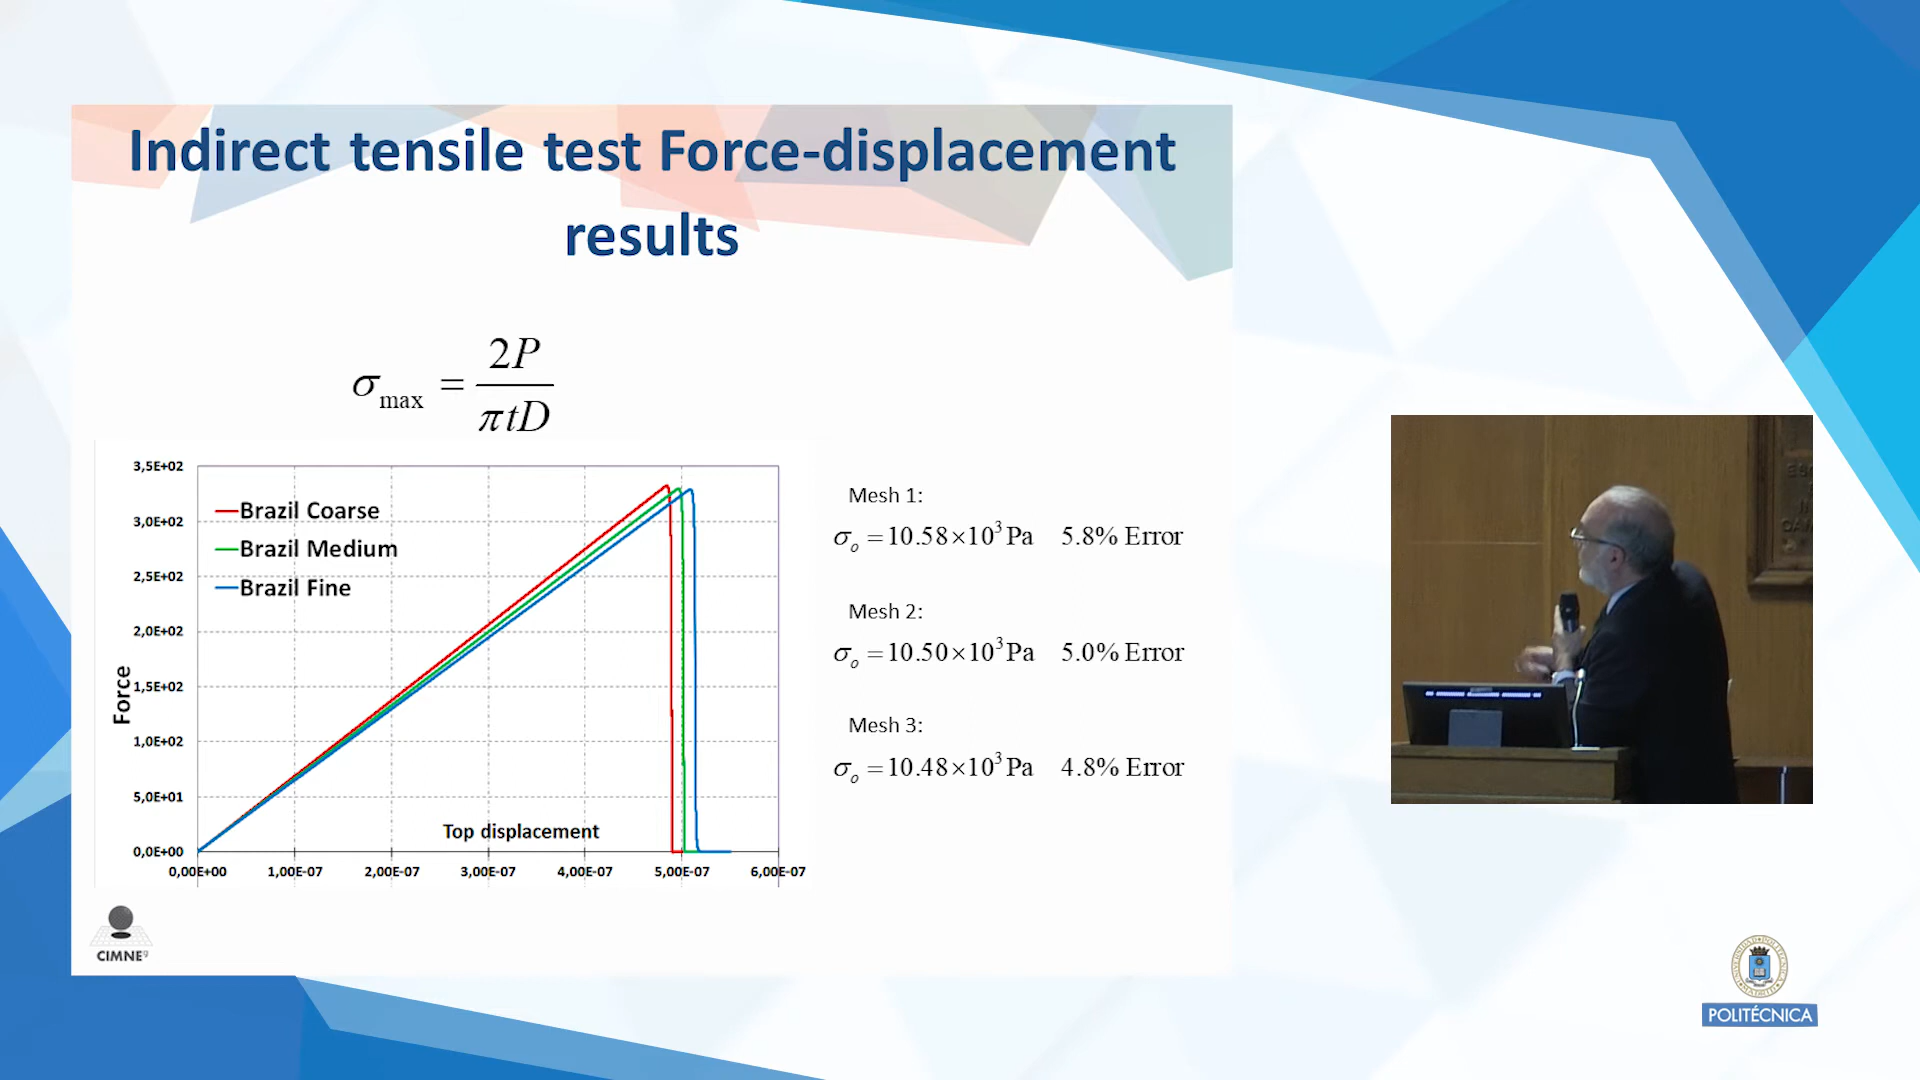 Indirect tensile test Force-displacement
results
σmax = 2P / πtD
3,5E+02
3,0E+02
2,5E+02
2,0E+02
1,5E+02
1,0E+02
5,0E+01
0,0E+00
Force
Brazil Coarse
Brazil Medium
Brazil Fine
Top displacement
0,00E+00 1,00E-07 2,00E-07 3,00E-07 4,00E-07 5,00E-07 6,00E-07
Mesh 1:
σo = 10.58×10³ Pa 5.8% Error
Mesh 2:
σo = 10.50×10³ Pa 5.0% Error
Mesh 3:
σo = 10.48×10³ Pa 4.8% Error
CIMNE
POLITÉCNICA